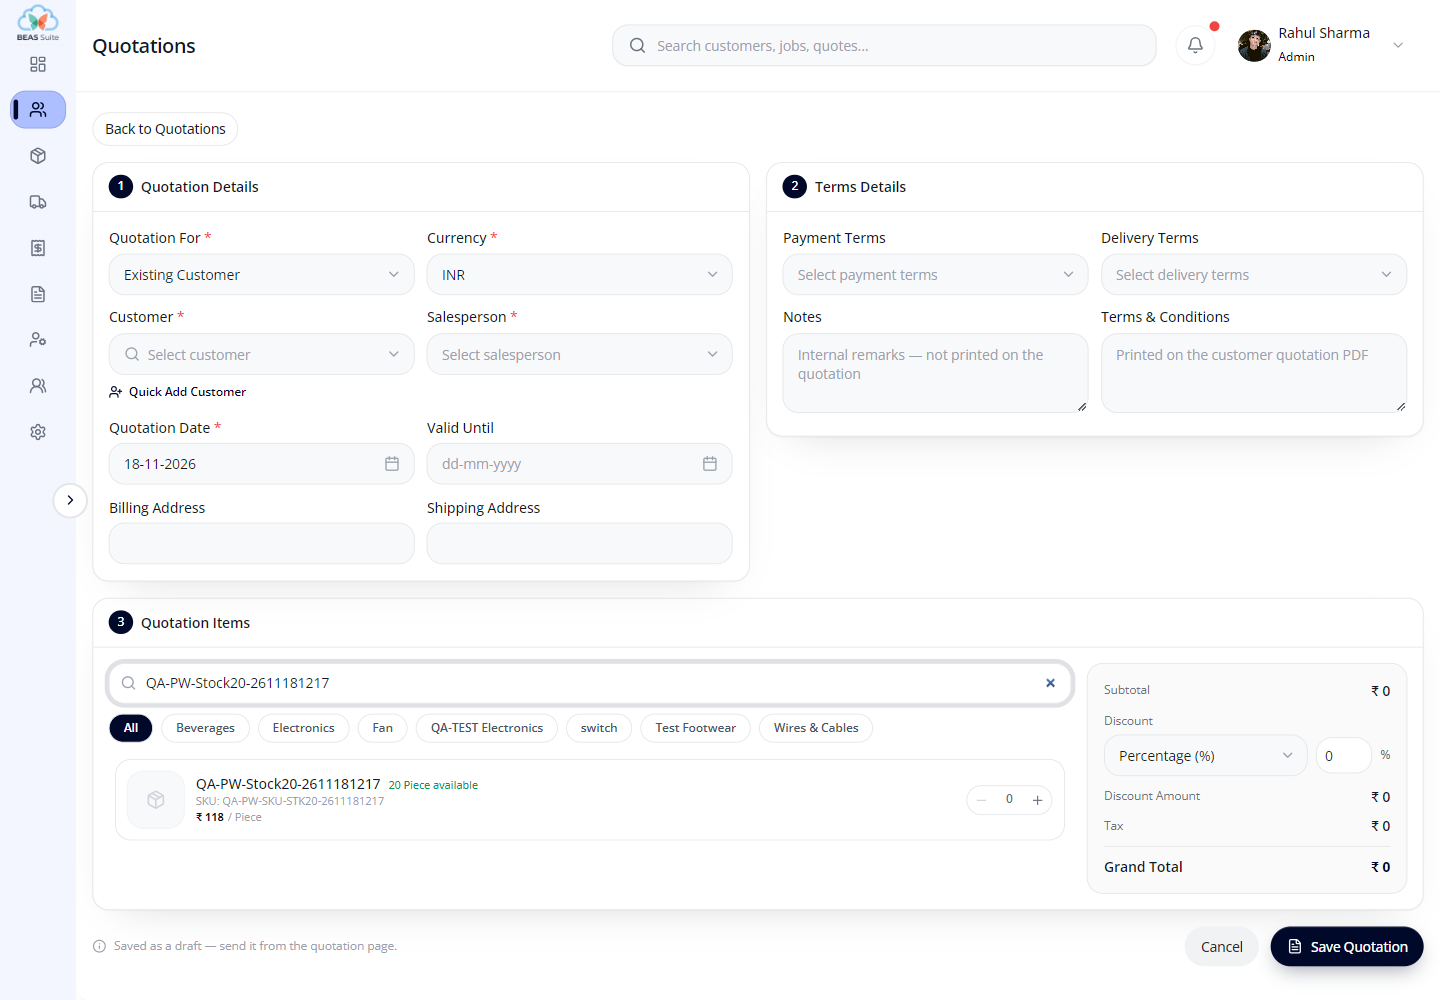 BEAS Suite
Quotations
Search customers, jobs, quotes...
Rahul Sharma
Admin
Back to Quotations
1 Quotation Details
Quotation For *
Currency *
Existing Customer
INR
Customer *
Salesperson *
Select customer
Select salesperson
Quick Add Customer
Quotation Date *
Valid Until
18-11-2026
dd-mm-yyyy
Billing Address
Shipping Address
2 Terms Details
Payment Terms
Delivery Terms
Select payment terms
Select delivery terms
Notes
Terms & Conditions
Internal remarks — not printed on the
quotation
Printed on the customer quotation PDF
3 Quotation Items
QA-PW-Stock20-2611181217
All
Beverages
Electronics
Fan
QA-TEST Electronics
switch
Test Footwear
Wires & Cables
QA-PW-Stock20-2611181217 20 Piece available
SKU: QA-PW-SKU-STK20-2611181217
₹ 118 / Piece
0
Subtotal ₹ 0
Discount
Percentage (%) 0 %
Discount Amount ₹ 0
Tax ₹ 0
Grand Total ₹ 0
Saved as a draft — send it from the quotation page.
Cancel
Save Quotation